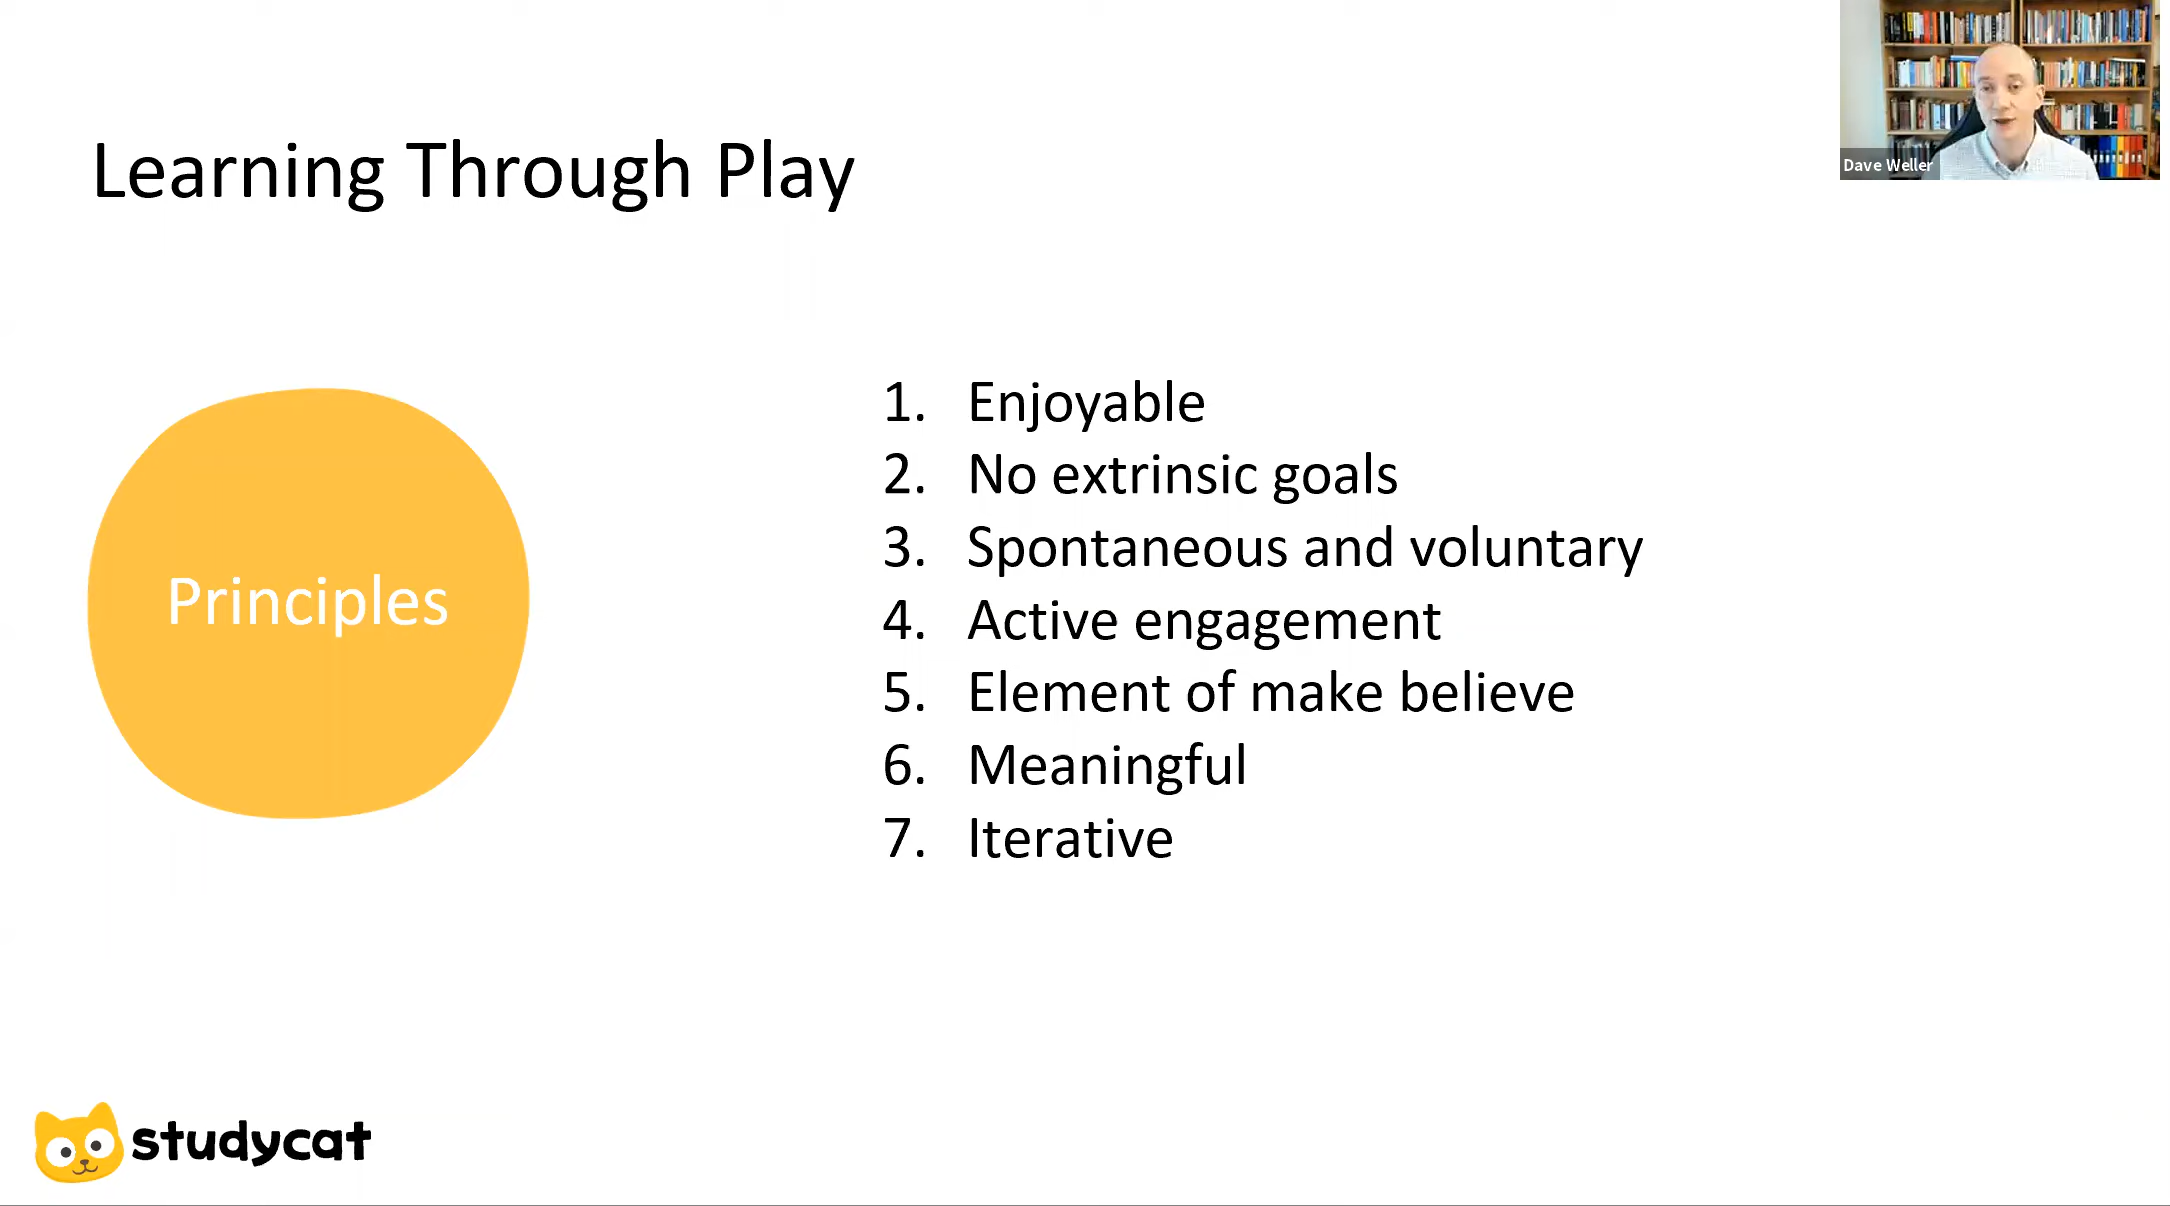 Learning Through Play
Dave Weller
Principles
1. Enjoyable
2. No extrinsic goals
3. Spontaneous and voluntary
4. Active engagement
5. Element of make believe
6. Meaningful
7. Iterative
studycat